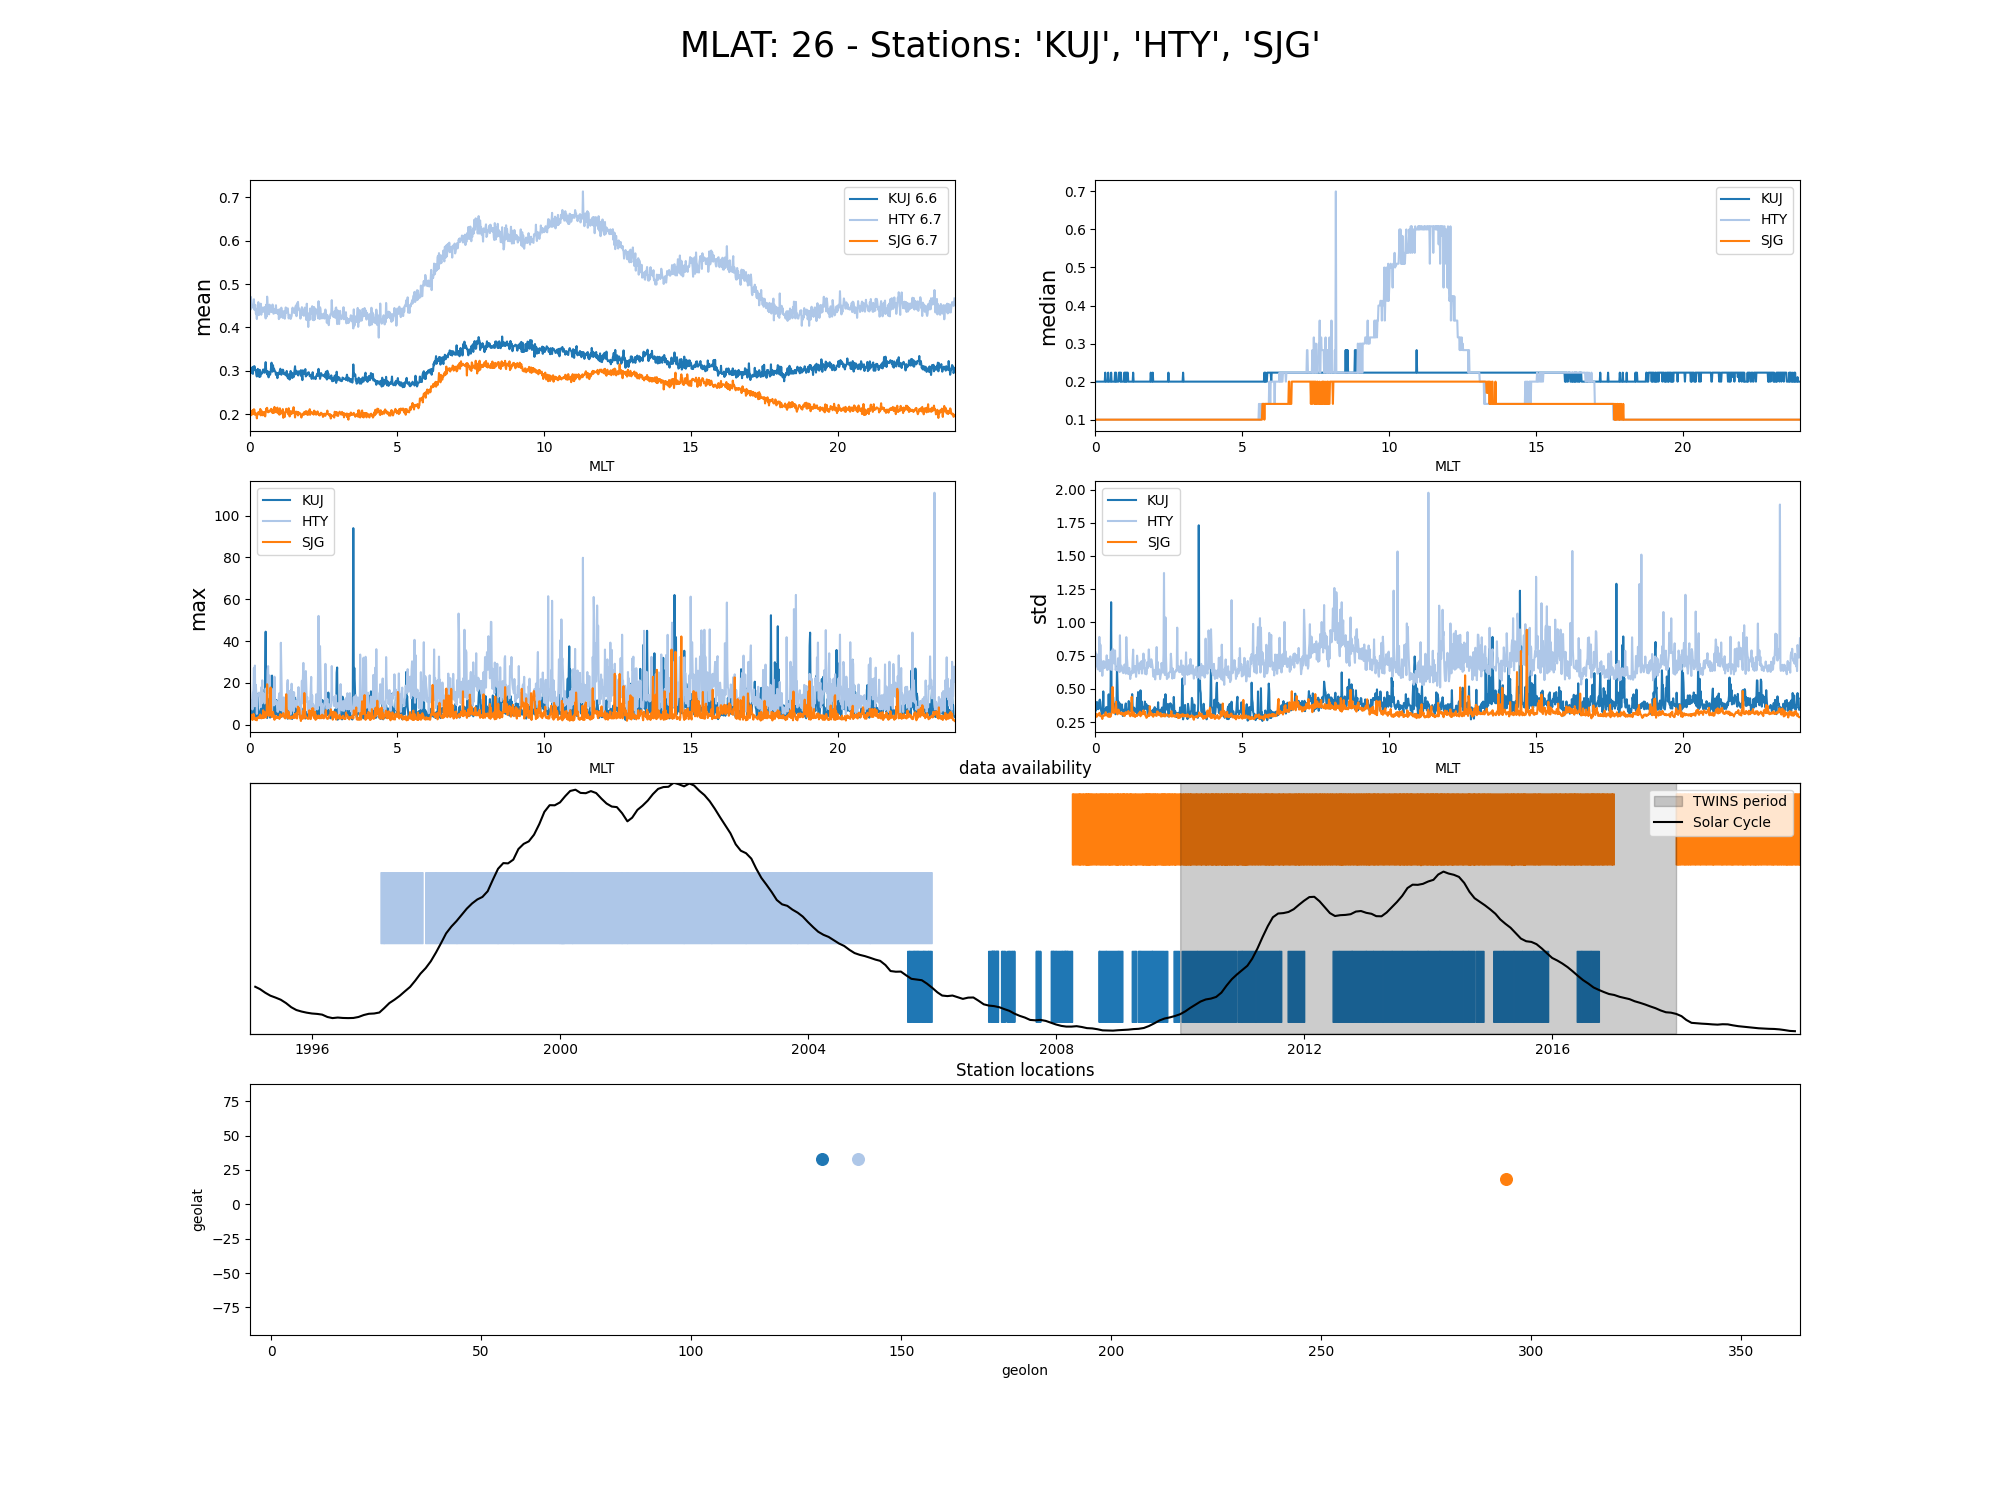 MLAT: 26 - Stations: 'KUJ', 'HTY', 'SJG'
0.7
0.6
0.5
0.4
0.3
0.2
mean
KUJ 6.6
HTY 6.7
SJG 6.7
0
5
10
15
20
MLT
0.7
0.6
0.5
0.4
0.3
0.2
0.1
median
KUJ
HTY
SJG
0
5
10
15
20
MLT
100
80
60
40
20
0
max
KUJ
HTY
SJG
0
5
10
15
20
MLT
2.00
1.75
1.50
1.25
1.00
0.75
0.50
0.25
std
KUJ
HTY
SJG
0
5
10
15
20
MLT
data availability
TWINS period
Solar Cycle
1996
2000
2004
2008
2012
2016
Station locations
75
50
25
0
−25
−50
−75
geolat
0
50
100
150
200
250
300
350
geolon